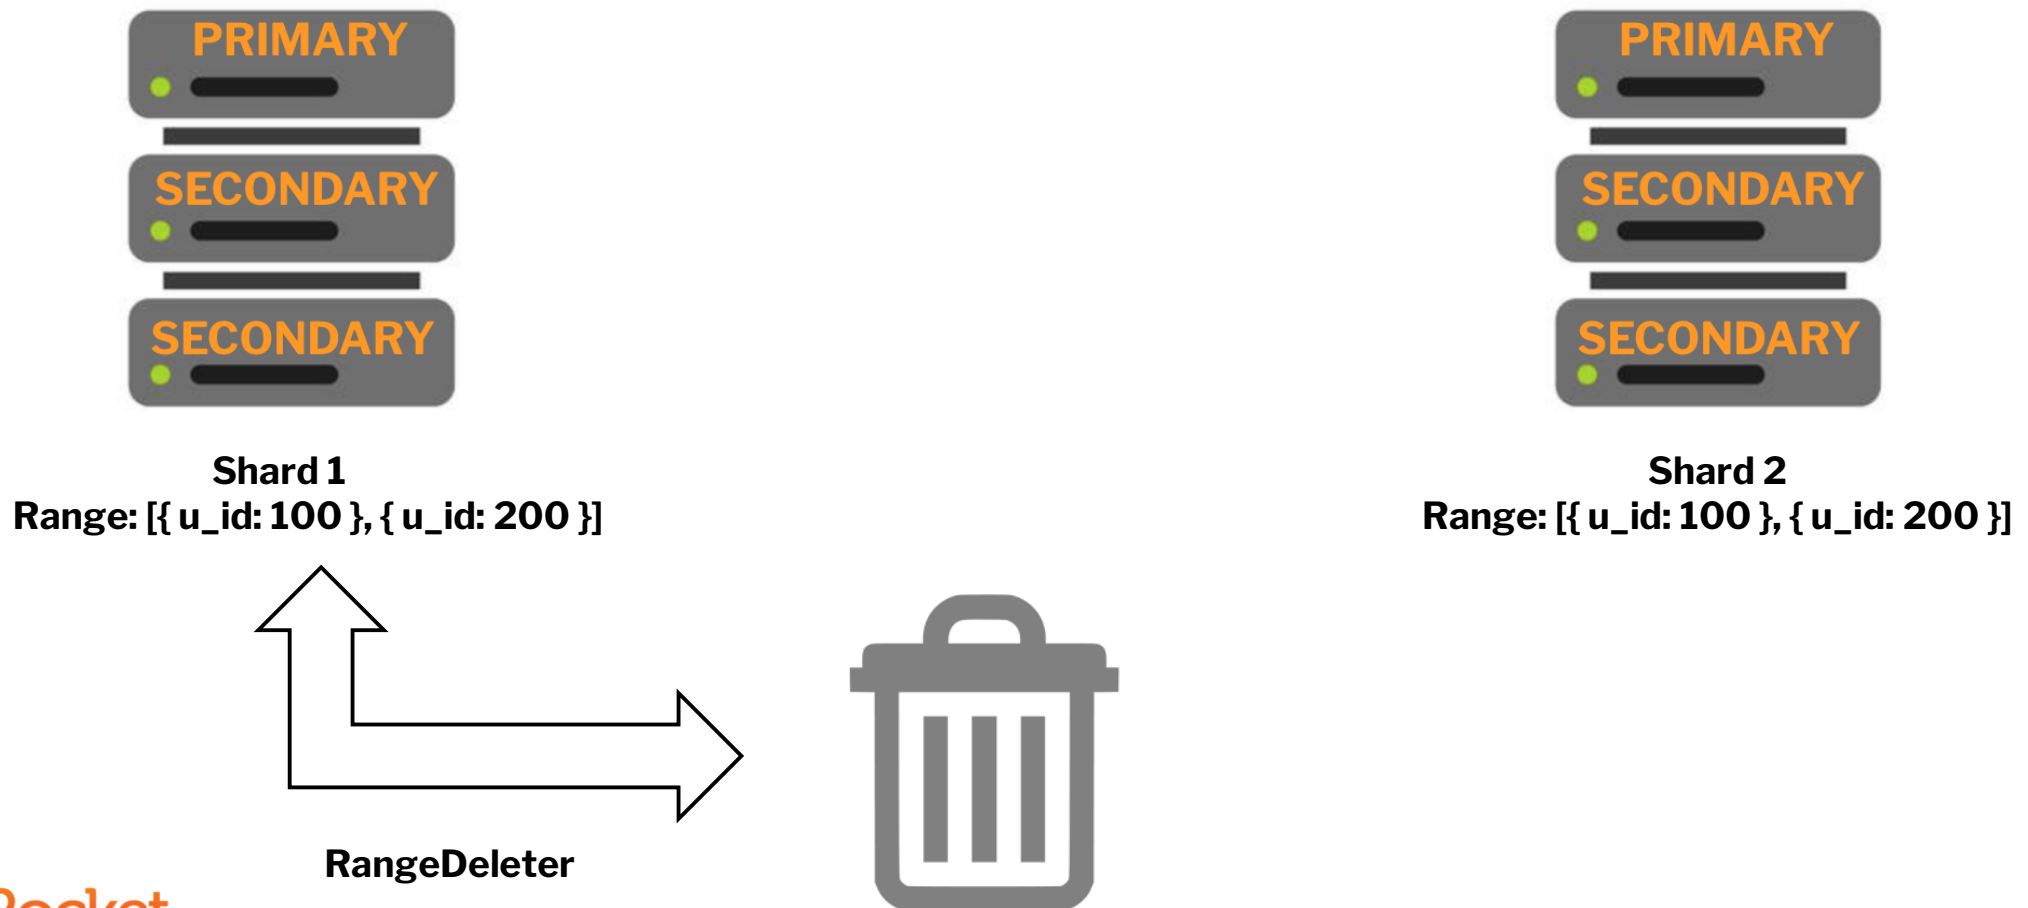 PRIMARY
SECONDARY
SECONDARY
Shard 1
Range: [{ u_id: 100 }, { u_id: 200 }]
PRIMARY
SECONDARY
SECONDARY
Shard 2
Range: [{ u_id: 100 }, { u_id: 200 }]
RangeDeleter